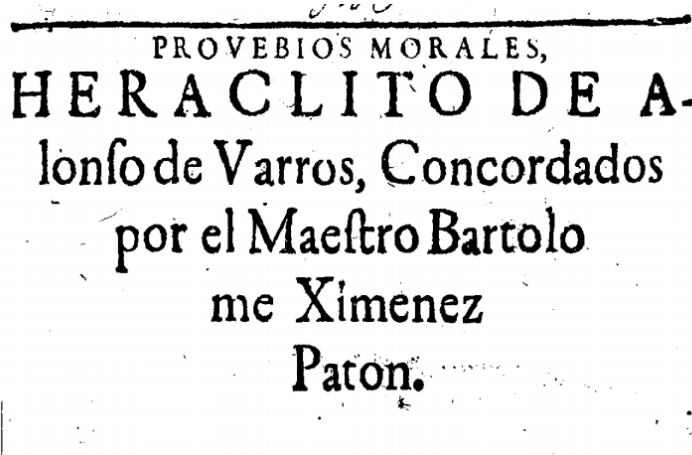 PROVEBIOS MORALES,
HERACLITO DE A-
lonſo de Varros, Concordados
por el Maeſtro Bartolo
me Ximenez
Paton.